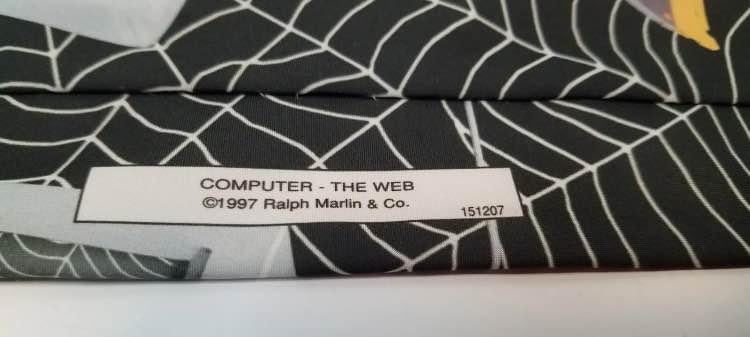 COMPUTER - THE WEB
©1997 Ralph Marlin & Co.
151207